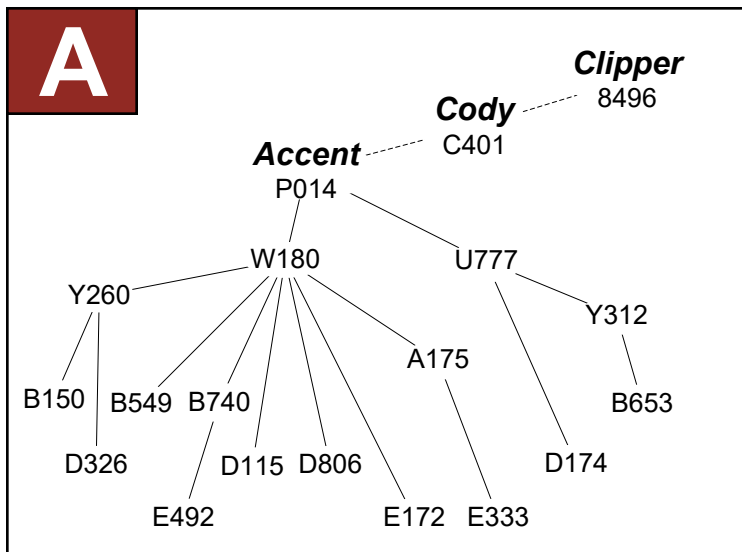 A
Clipper
8496
Cody
C401
Accent
P014
W180
U777
Y260
Y312
A175
B150
B549
B740
B653
D326
D115
D806
D174
E492
E172
E333